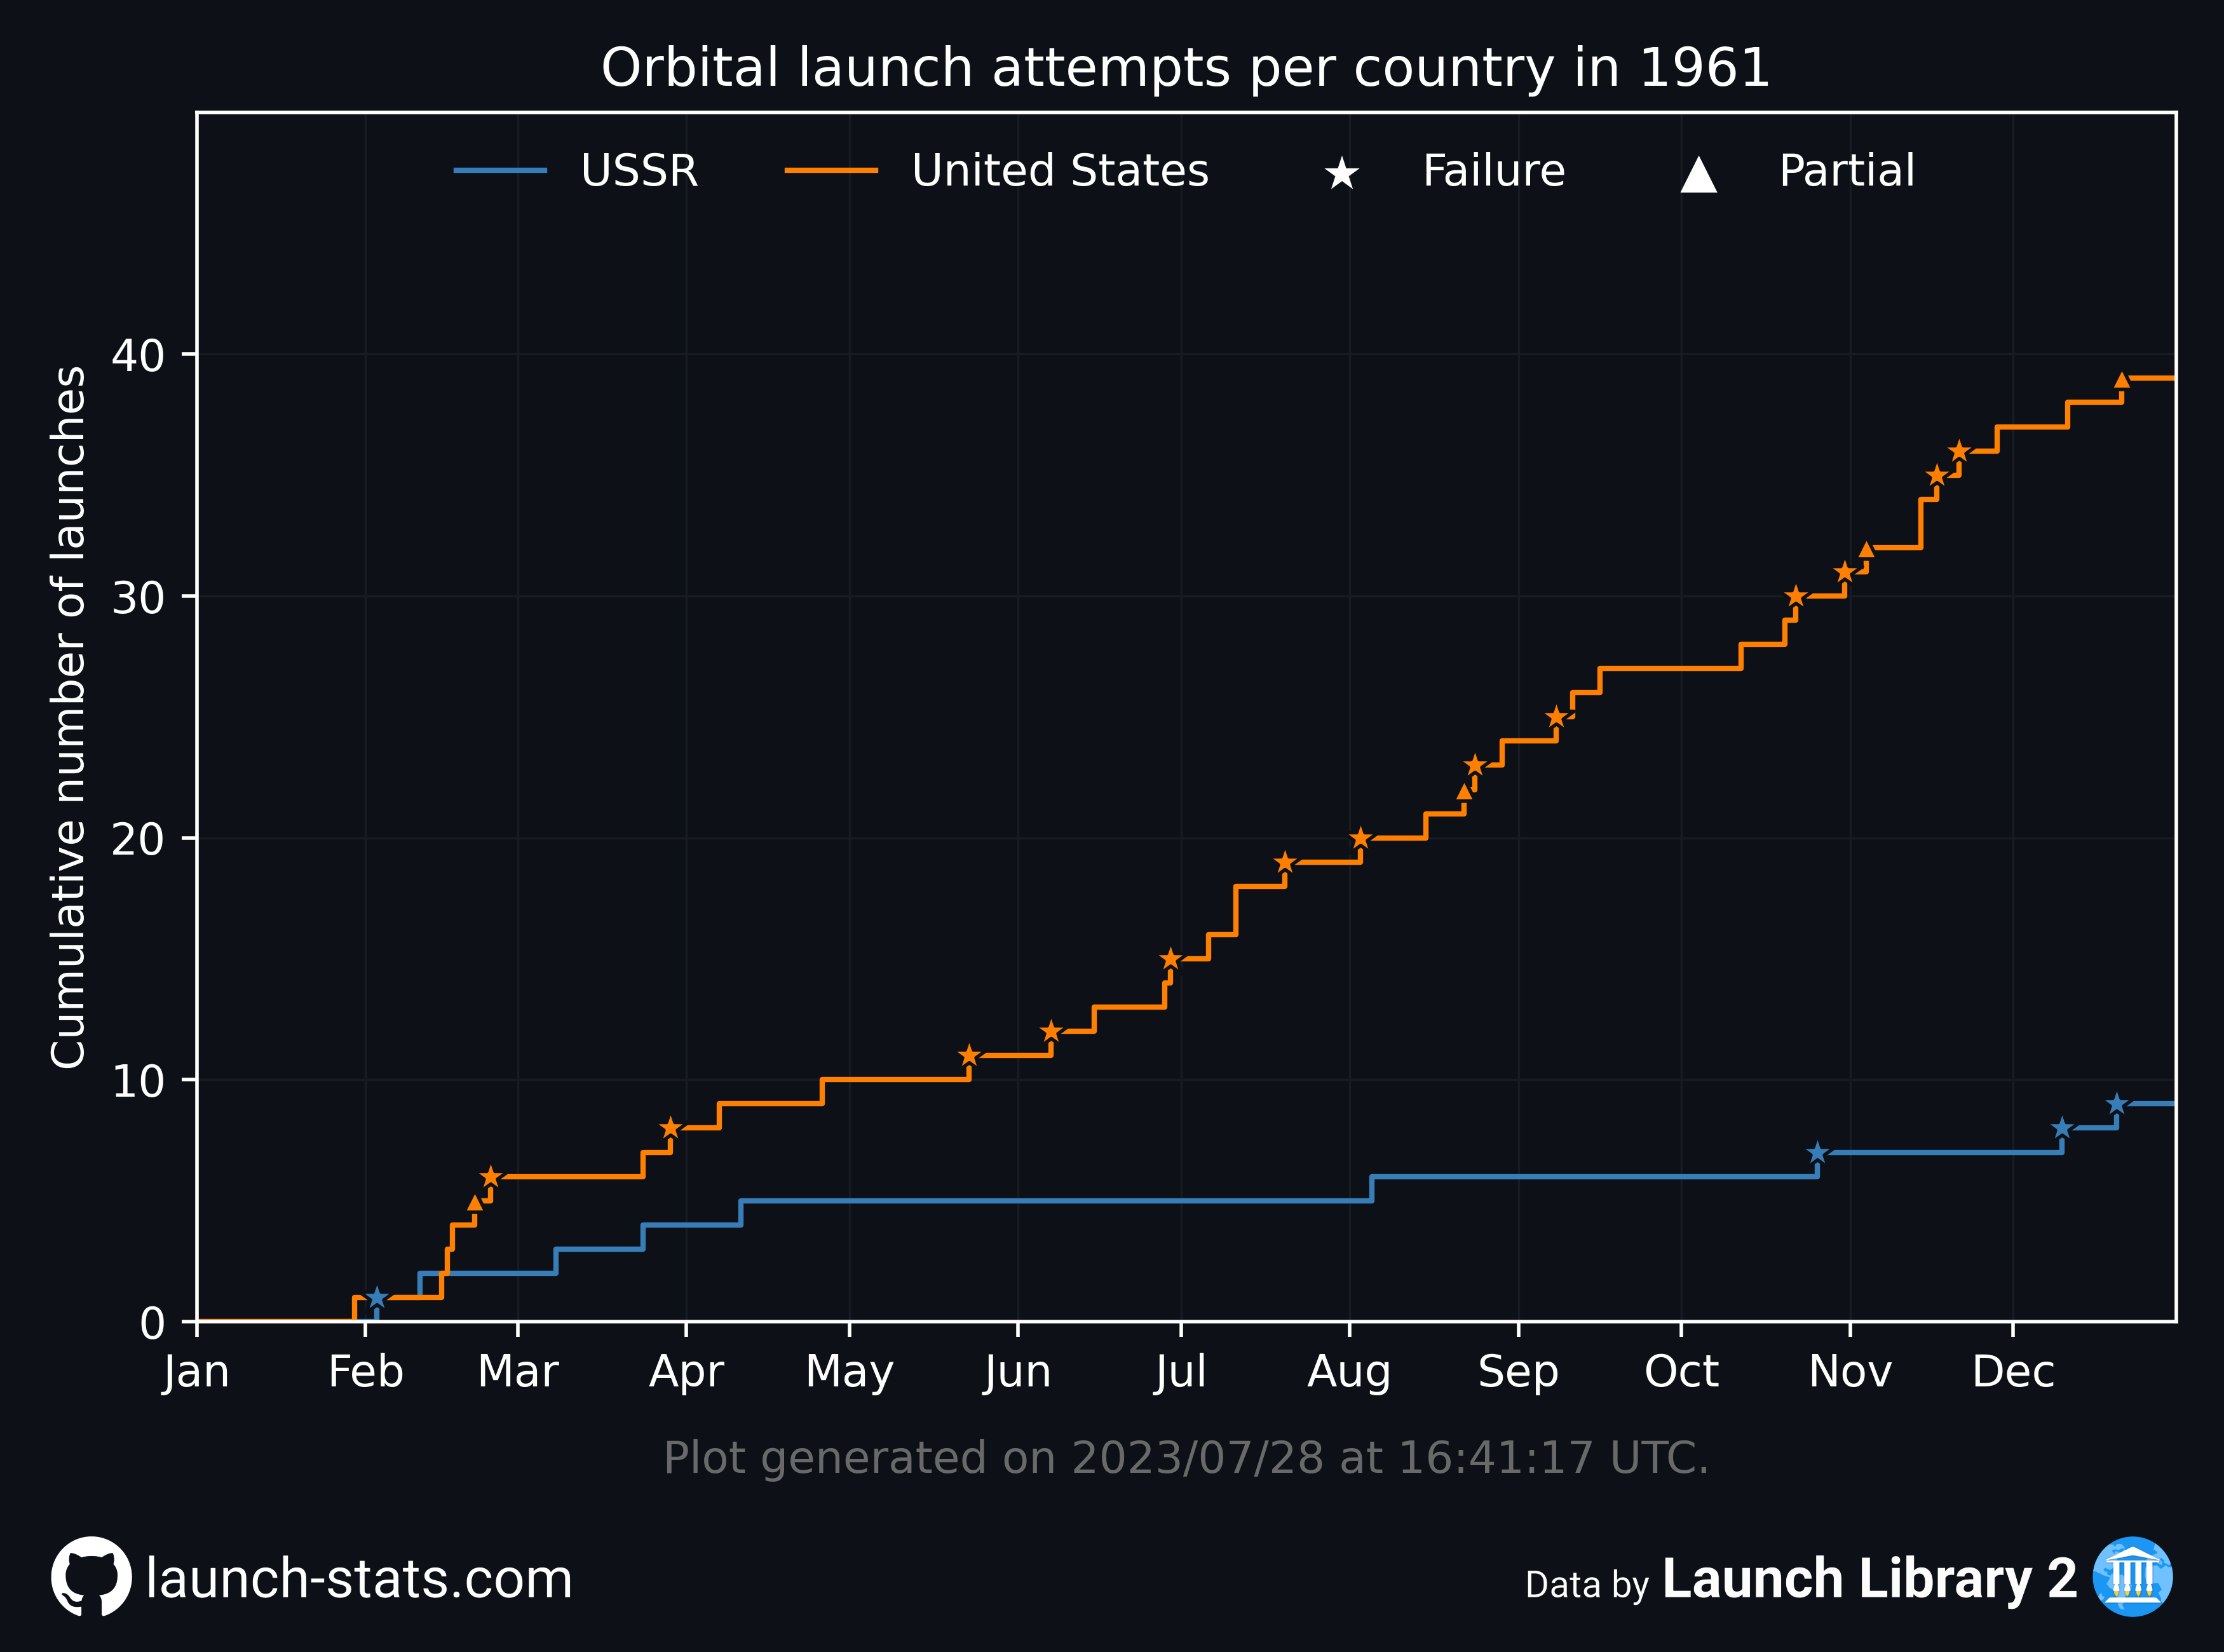 Orbital launch attempts per country in 1961
USSR United States Failure Partial
Cumulative number of launches
40
30
20
10
0
Jan Feb Mar Apr May Jun Jul Aug Sep Oct Nov Dec
Plot generated on 2023/07/28 at 16:41:17 UTC.
launch-stats.com
Data by Launch Library 2